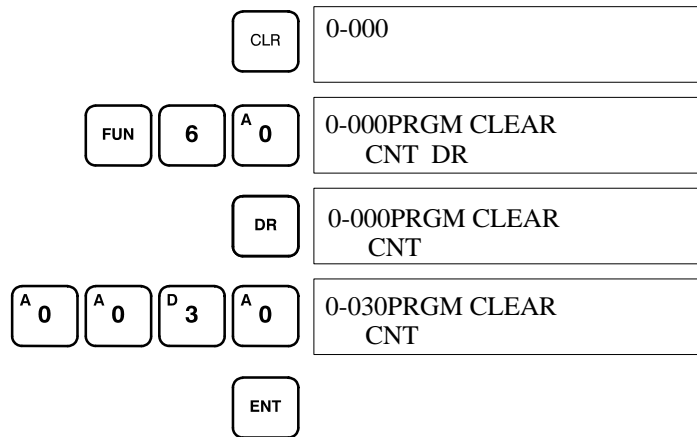 CLR 0-000
FUN 6 A 0 0-000PRGM CLEAR
CNT DR
DR 0-000PRGM CLEAR
CNT
A 0 A 0 D 3 A 0 0-030PRGM CLEAR
CNT
ENT